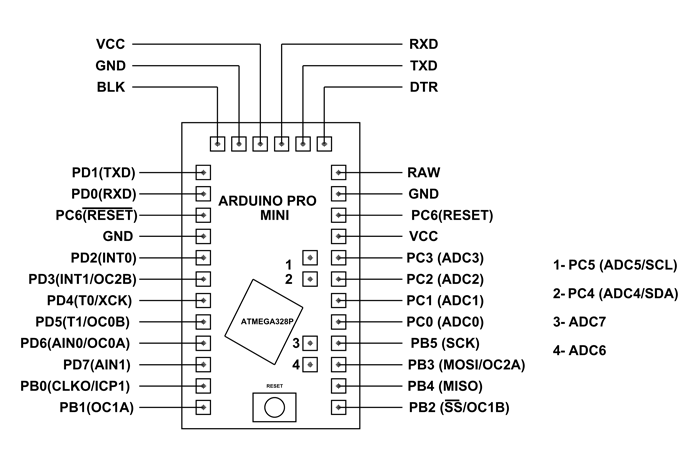 VCC
GND
BLK
RXD
TXD
DTR
PD1(TXD)
PD0(RXD)
PC6(RESET)
GND
PD2(INT0)
PD3(INT1/OC2B)
PD4(T0/XCK)
PD5(T1/OC0B)
PD6(AIN0/OC0A)
PD7(AIN1)
PB0(CLKO/ICP1)
PB1(OC1A)
ARDUINO PRO
MINI
1
2
ATMEGA328P
3
4
RESET
RAW
GND
PC6(RESET)
VCC
PC3 (ADC3)
PC2 (ADC2)
PC1 (ADC1)
PC0 (ADC0)
PB5 (SCK)
PB3 (MOSI/OC2A)
PB4 (MISO)
PB2 (SS/OC1B)
1- PC5 (ADC5/SCL)
2- PC4 (ADC4/SDA)
3- ADC7
4- ADC6